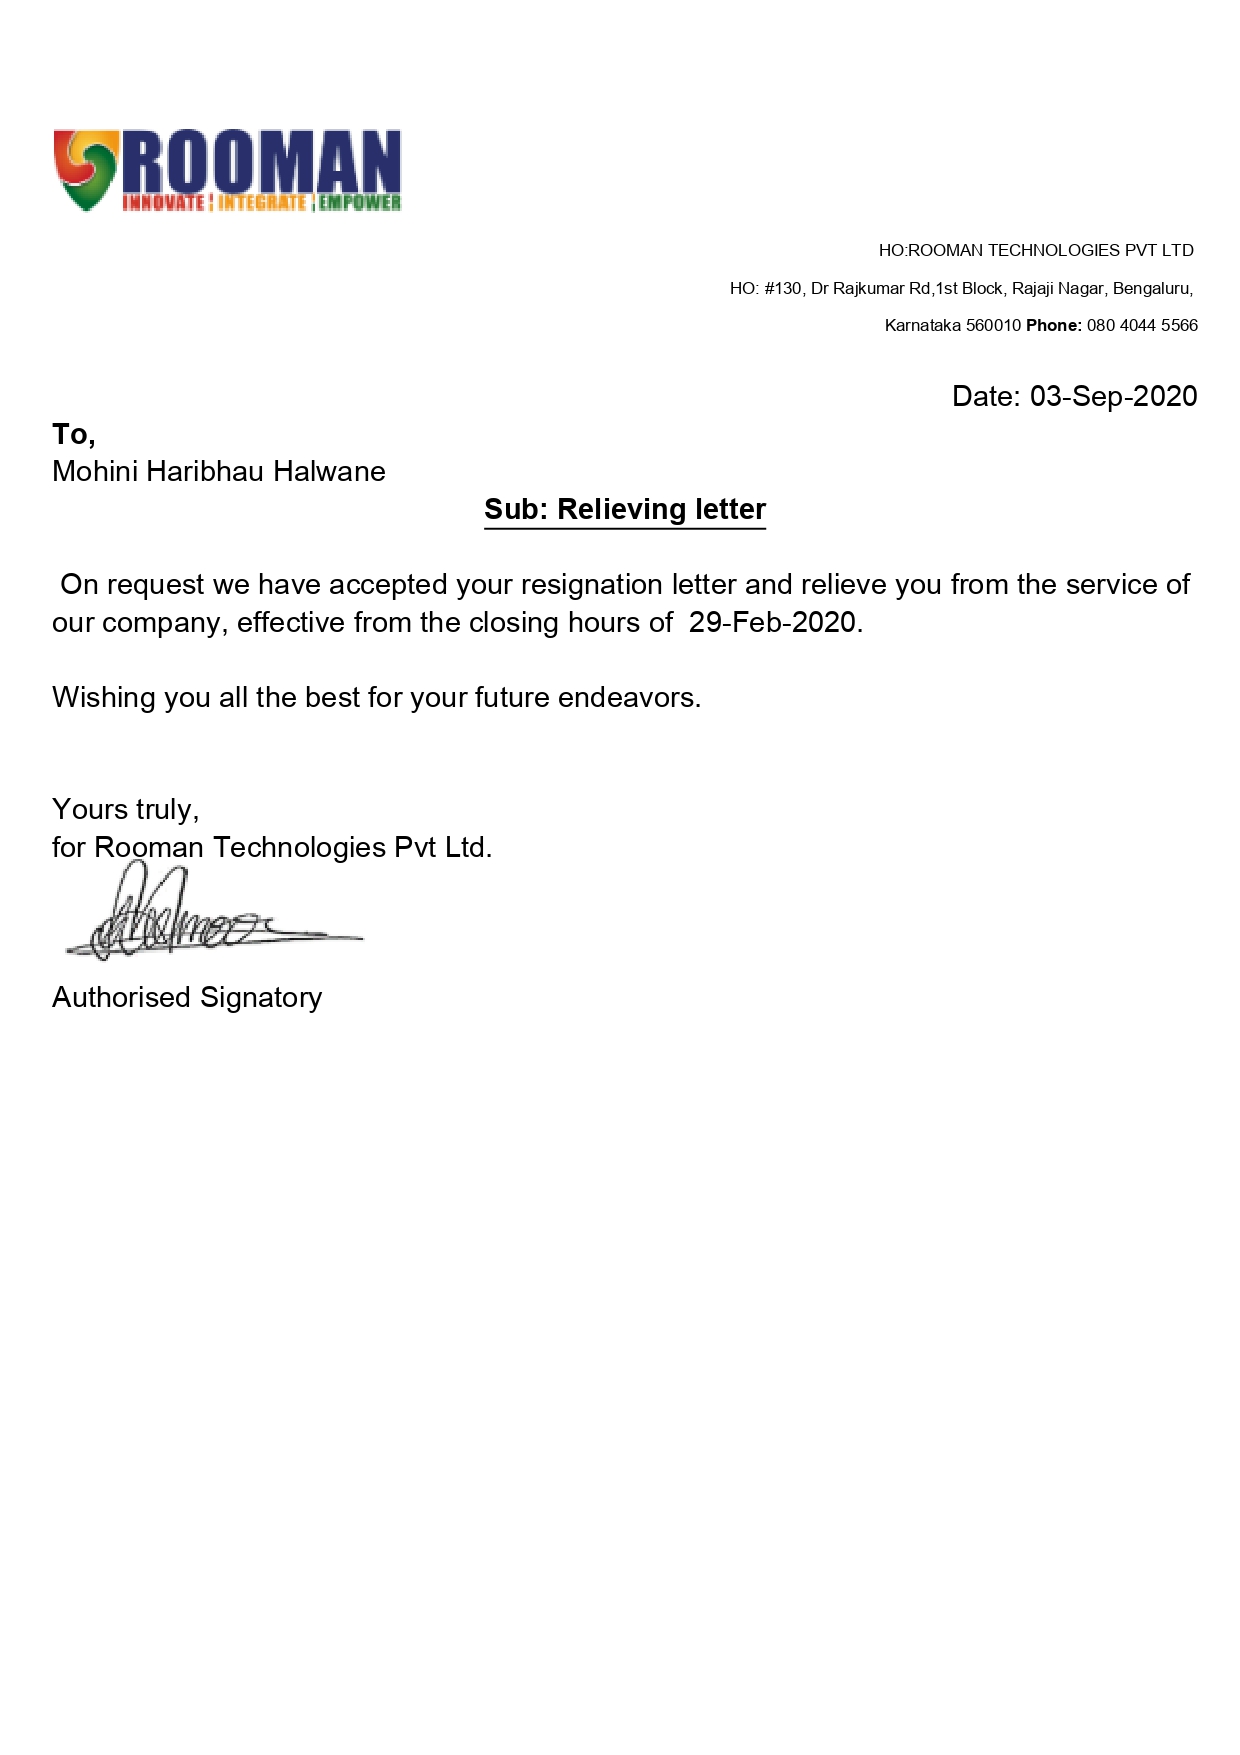 ROOMAN
INNOVATE ¦ INTEGRATE ¦ EMPOWER
HO:ROOMAN TECHNOLOGIES PVT LTD
HO: #130, Dr Rajkumar Rd,1st Block, Rajaji Nagar, Bengaluru,
Karnataka 560010 Phone: 080 4044 5566
Date: 03-Sep-2020
To,
Mohini Haribhau Halwane
Sub: Relieving letter
On request we have accepted your resignation letter and relieve you from the service of
our company, effective from the closing hours of  29-Feb-2020.
Wishing you all the best for your future endeavors.
Yours truly,
for Rooman Technologies Pvt Ltd.
Authorised Signatory